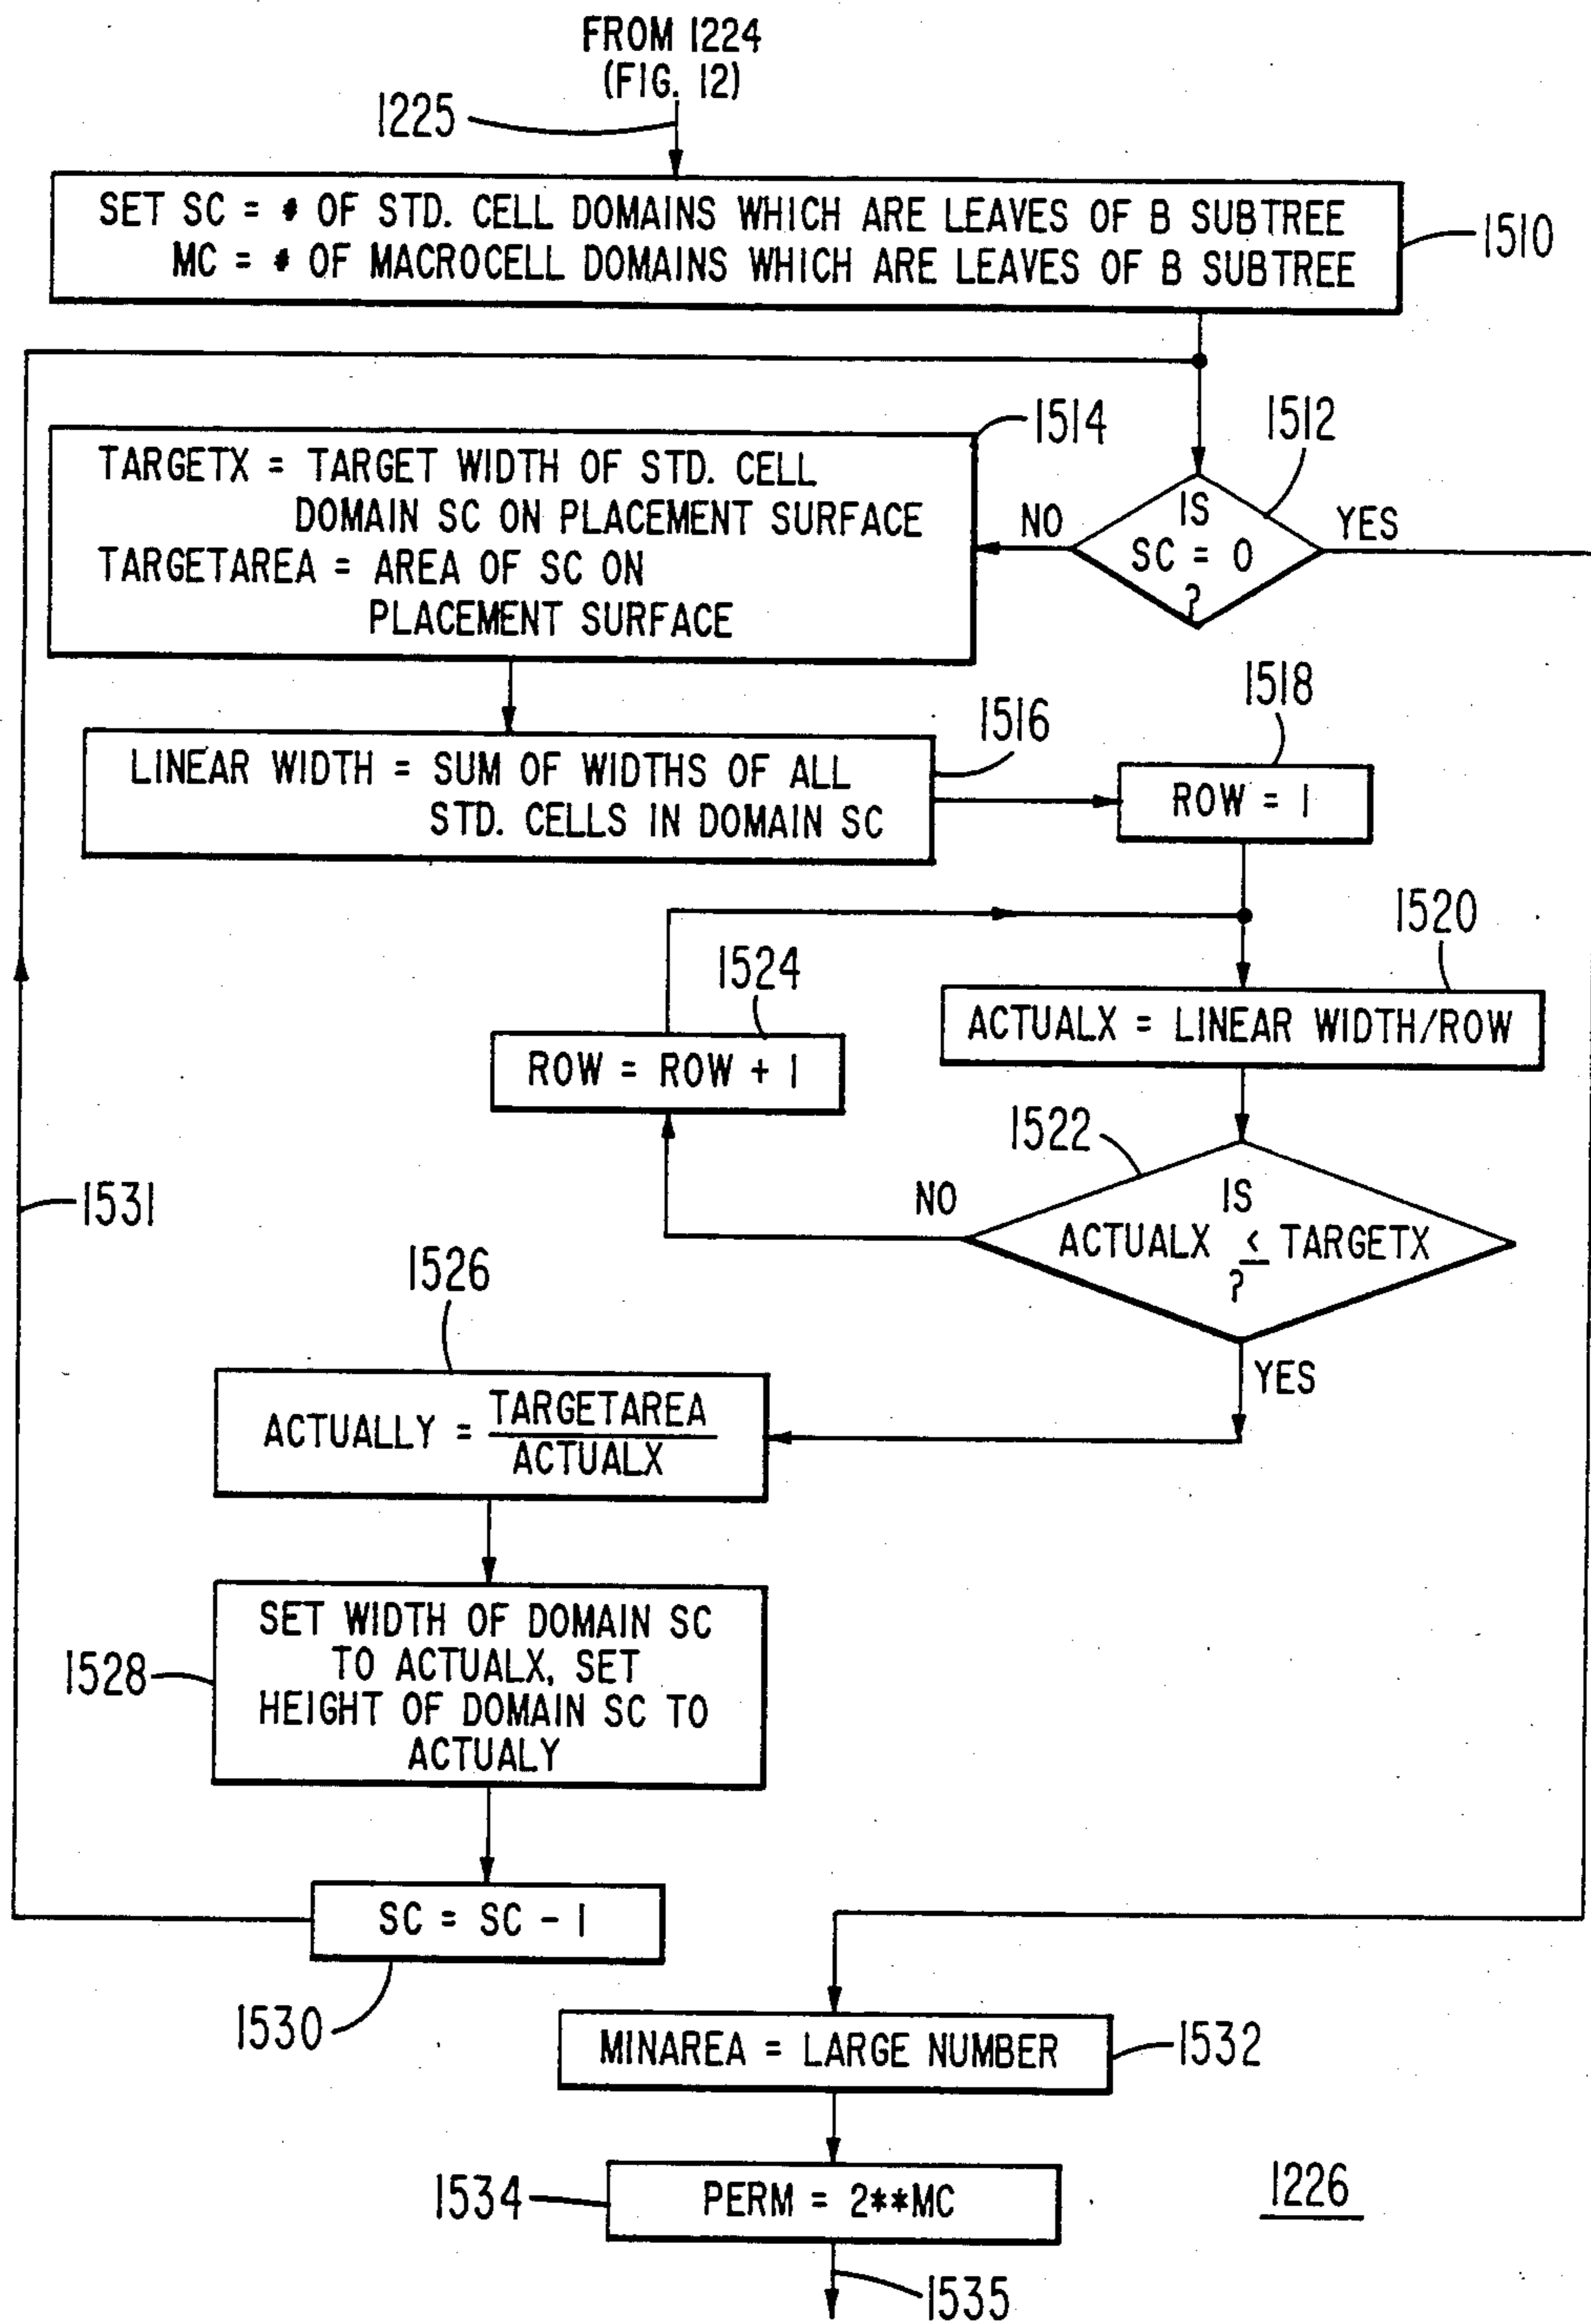 FROM 1224
(FIG. 12)
1225
SET SC = # OF STD. CELL DOMAINS WHICH ARE LEAVES OF B SUBTREE
MC = # OF MACROCELL DOMAINS WHICH ARE LEAVES OF B SUBTREE
1510
1514
1512
TARGETX = TARGET WIDTH OF STD. CELL
DOMAIN SC ON PLACEMENT SURFACE
TARGETAREA = AREA OF SC ON
PLACEMENT SURFACE
NO
IS
SC = 0
?
YES
1516
1518
LINEAR WIDTH = SUM OF WIDTHS OF ALL
STD. CELLS IN DOMAIN SC
ROW = 1
1520
1524
ACTUALX = LINEAR WIDTH/ROW
ROW = ROW + 1
1522
1531
NO
IS
ACTUALX ≤ TARGETX
?
YES
1526
ACTUALLY = TARGETAREA
ACTUALX
1528
SET WIDTH OF DOMAIN SC
TO ACTUALX, SET
HEIGHT OF DOMAIN SC TO
ACTUALY
SC = SC - 1
1530
MINAREA = LARGE NUMBER
1532
1534
PERM = 2**MC
1226
1535